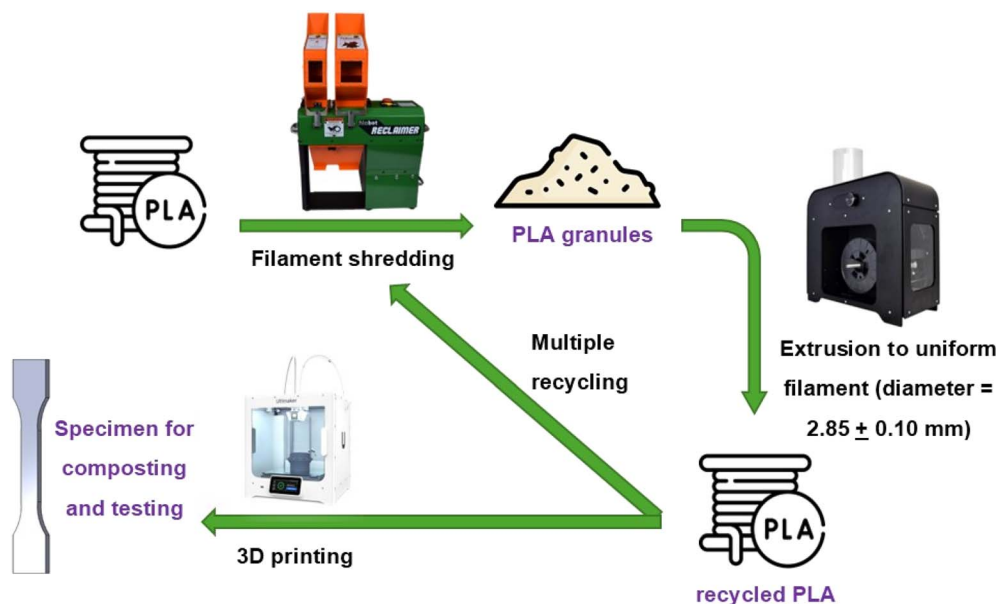 RECLAIMER
PLA
Filament shredding
PLA granules
Multiple
recycling
Extrusion to uniform
filament (diameter =
2.85 ± 0.10 mm)
Specimen for
composting
and testing
3D printing
PLA
recycled PLA